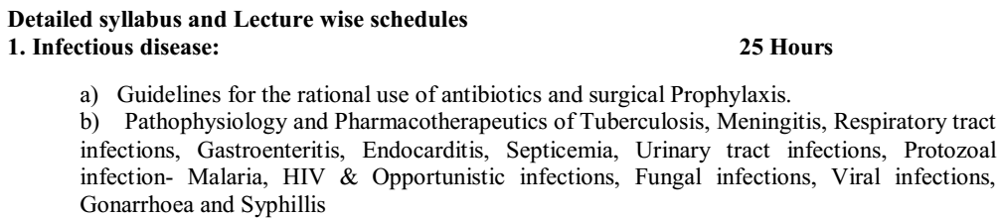 Detailed syllabus and Lecture wise schedules
1. Infectious disease: 25 Hours
a) Guidelines for the rational use of antibiotics and surgical Prophylaxis.
b) Pathophysiology and Pharmacotherapeutics of Tuberculosis, Meningitis, Respiratory tract
infections, Gastroenteritis, Endocarditis, Septicemia, Urinary tract infections, Protozoal
infection- Malaria, HIV & Opportunistic infections, Fungal infections, Viral infections,
Gonarrhoea and Syphillis